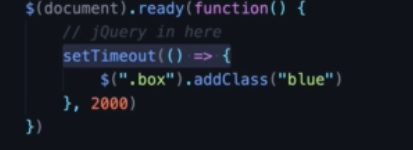 $(document).ready(function() {
// jQuery in here
setTimeout(() => {
$(".box").addClass("blue")
}, 2000)
})